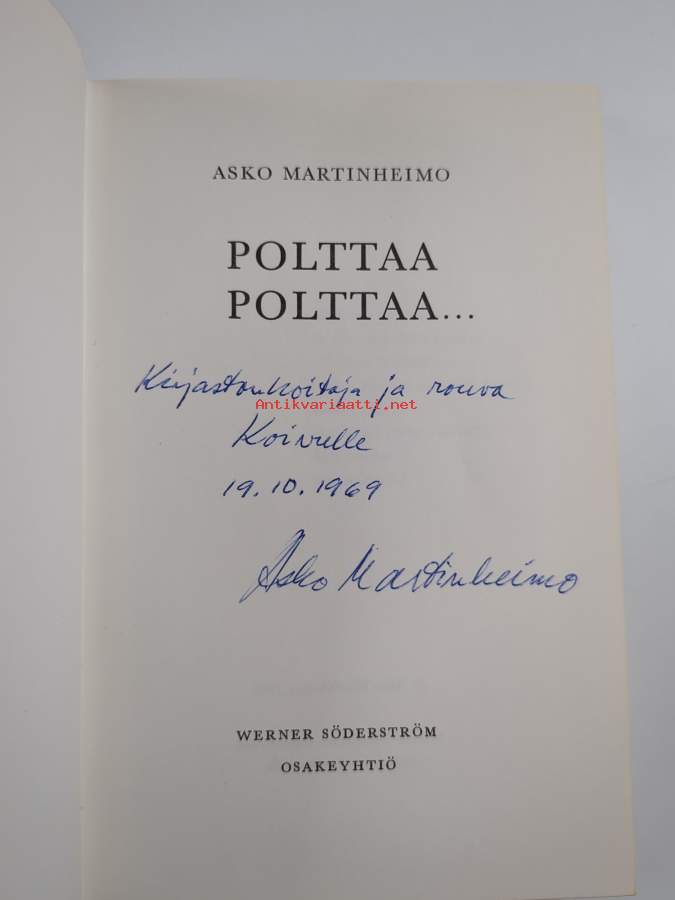 ASKO MARTINHEIMO
POLTTAA
POLTTAA...
Kirjastonhoitaja ja rouva
Antikvariaatti.net
Koivulle
19.10.1969
Asko Martinheimo
WERNER SÖDERSTRÖM
OSAKEYHTIÖ